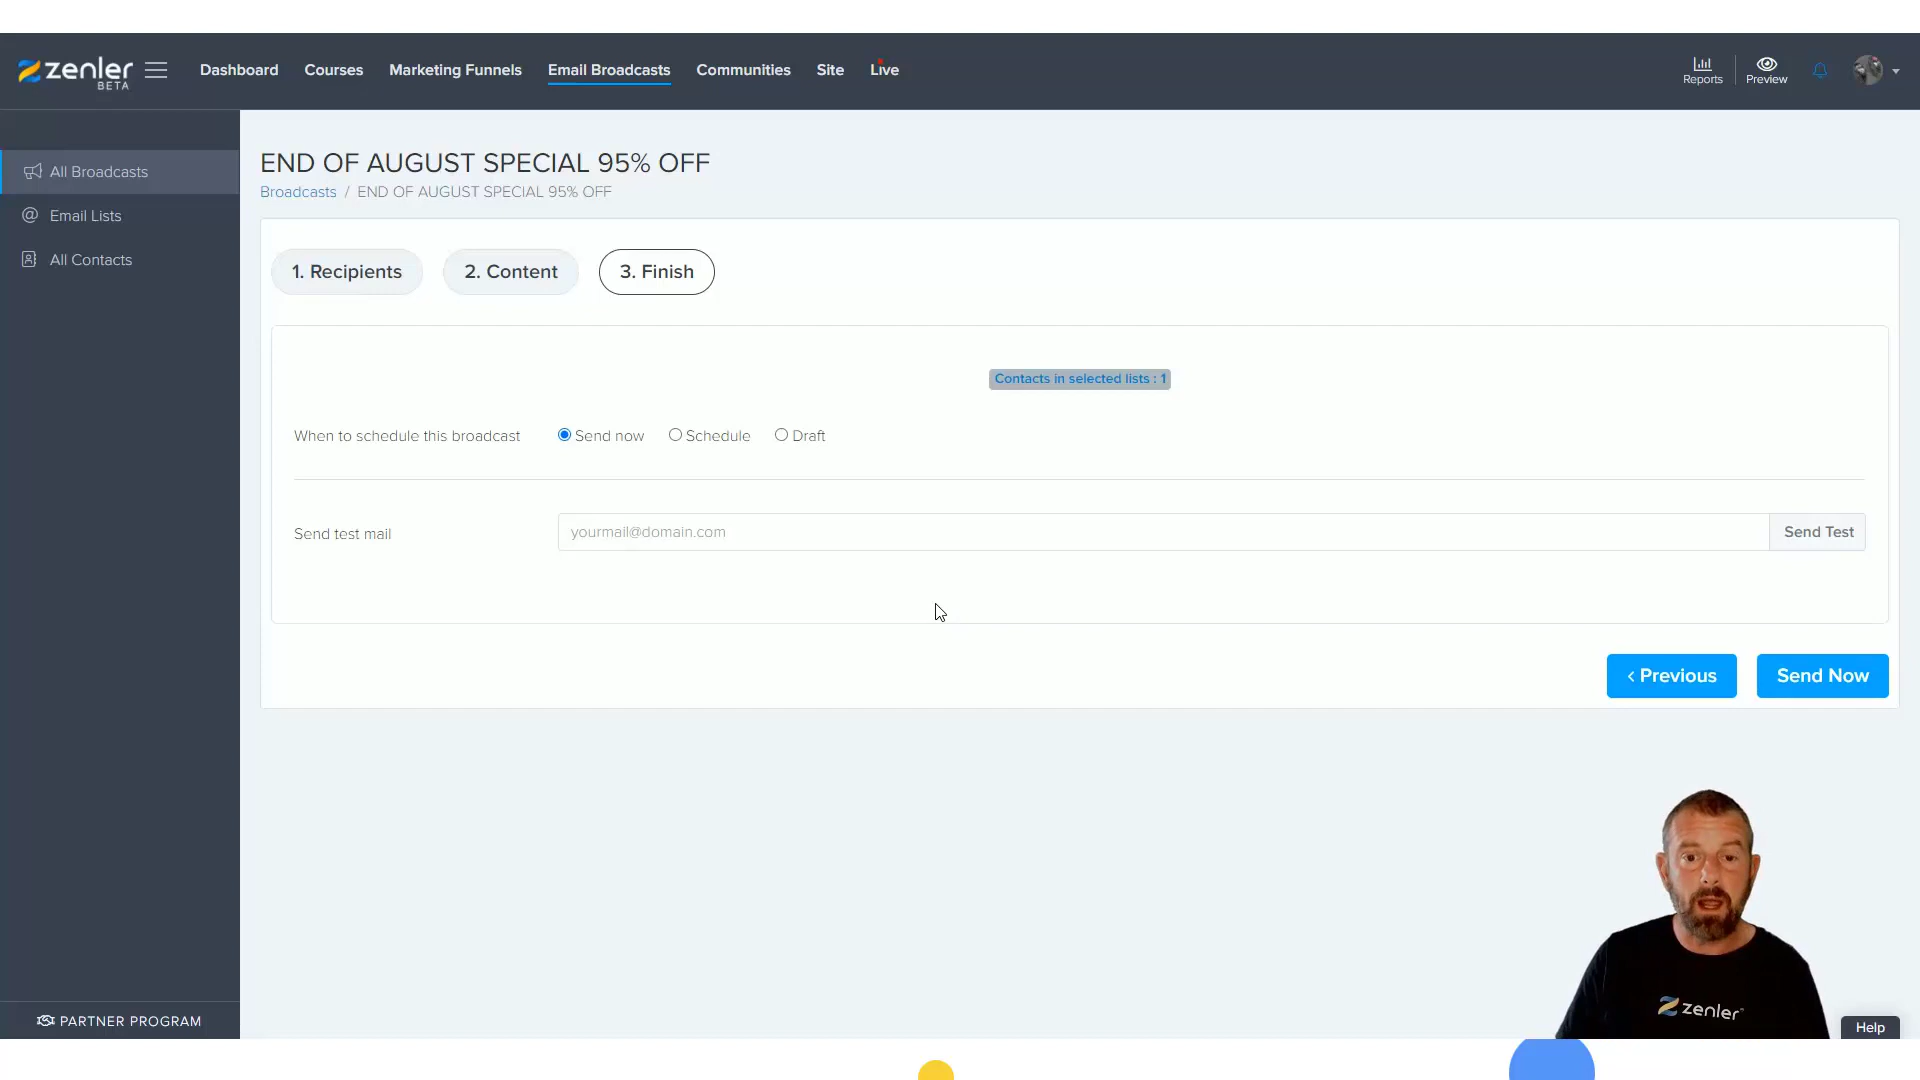 zenler
BETA
Dashboard
Courses
Marketing Funnels
Email Broadcasts
Communities
Site
Live
Reports
Preview
All Broadcasts
Email Lists
All Contacts
END OF AUGUST SPECIAL 95% OFF
Broadcasts / END OF AUGUST SPECIAL 95% OFF
1. Recipients
2. Content
3. Finish
Contacts in selected lists : 1
When to schedule this broadcast
Send now
Schedule
Draft
Send test mail
yourmail@domain.com
Send Test
‹ Previous
Send Now
zenler
PARTNER PROGRAM
Help